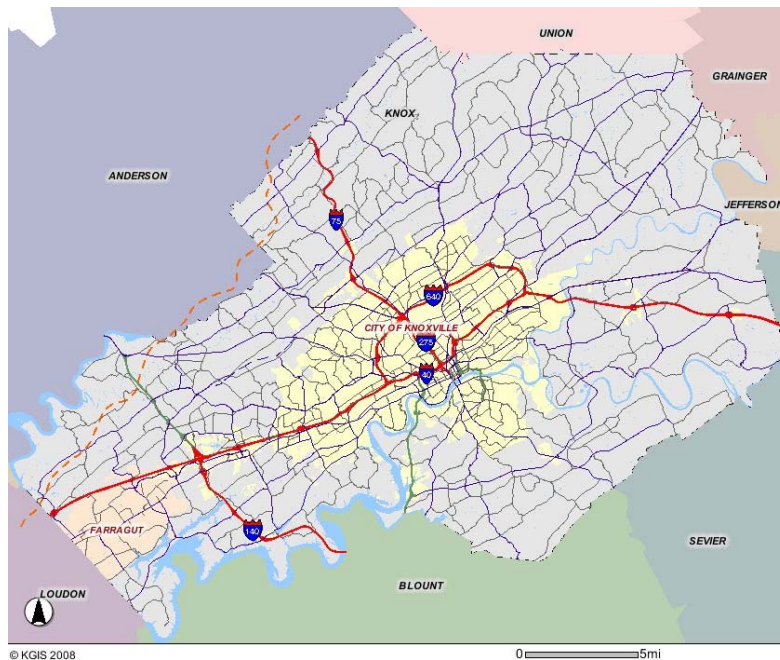 UNION
GRAINGER
KNOX
ANDERSON
JEFFERSON
75
640
CITY OF KNOXVILLE
275
40
FARRAGUT
140
SEVIER
LOUDON
BLOUNT
© KGIS 2008
0 5mi